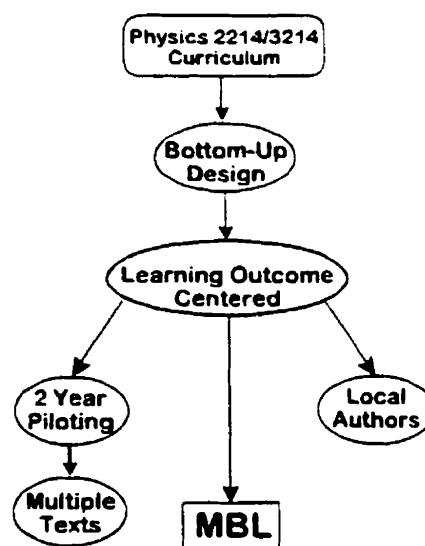 Physics 2214/3214
Curriculum
Bottom-Up
Design
Learning Outcome
Centered
2 Year
Piloting
Local
Authors
Multiple
Texts
MBL